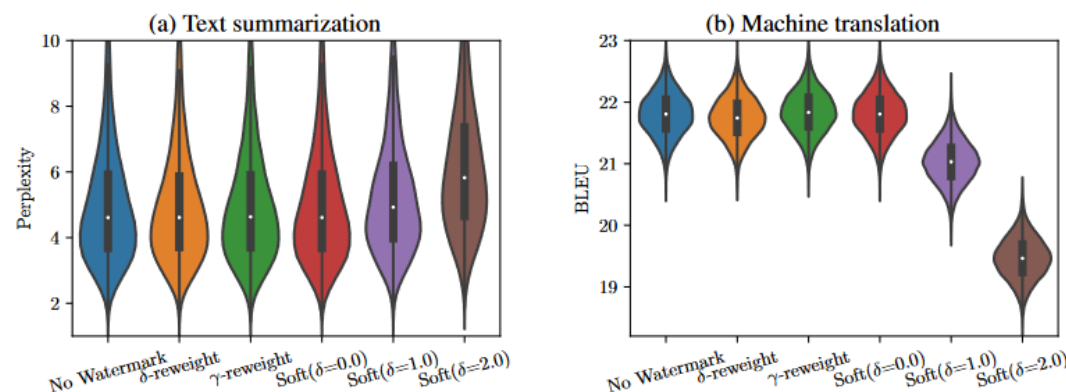 (a) Text summarization
10
8
6
4
2
Perplexity
No Watermark
δ-reweight
γ-reweight
Soft(δ=0.0)
Soft(δ=1.0)
Soft(δ=2.0)
(b) Machine translation
23
22
21
20
19
BLEU
No Watermark
δ-reweight
γ-reweight
Soft(δ=0.0)
Soft(δ=1.0)
Soft(δ=2.0)